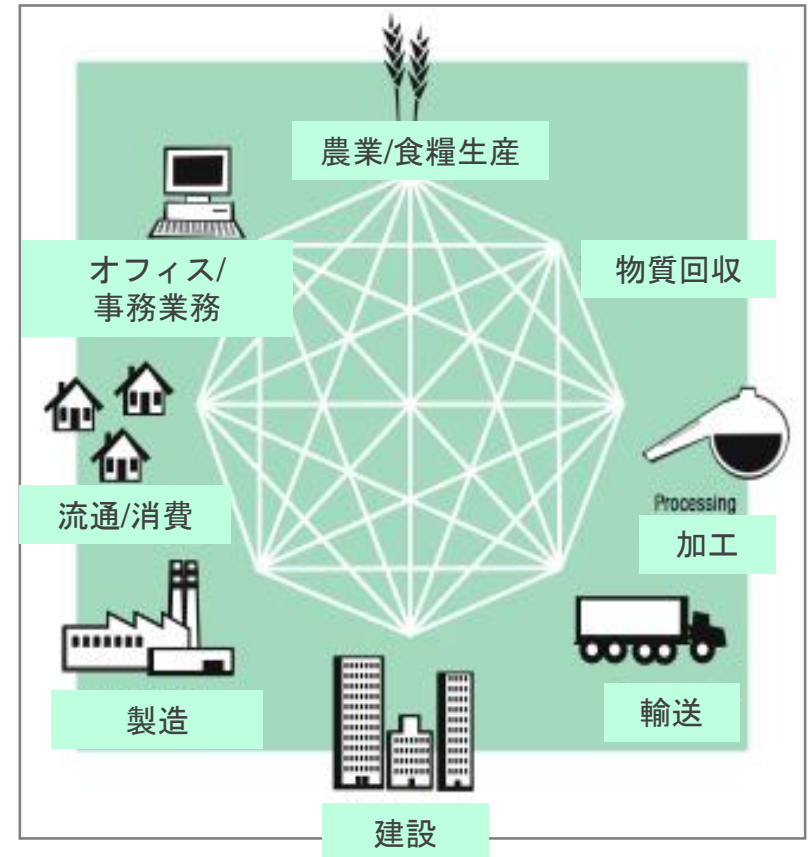 農業/食糧生産
オフィス/
事務業務
物質回収
流通/消費
Processing
加工
製造
輸送
建設